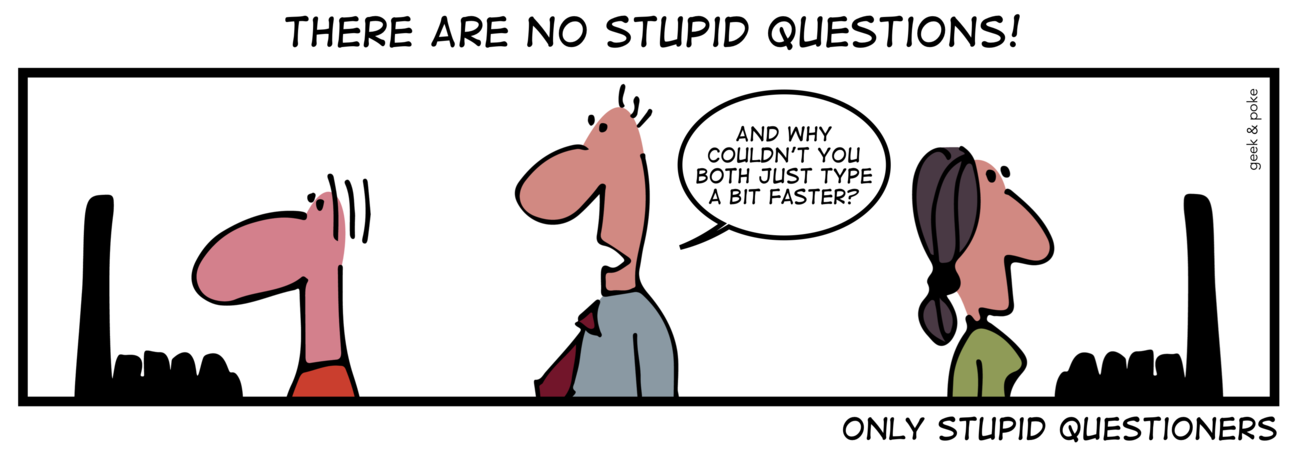 THERE ARE NO STUPID QUESTIONS!
geek & poke
AND WHY
COULDN'T YOU
BOTH JUST TYPE
A BIT FASTER?
ONLY STUPID QUESTIONERS